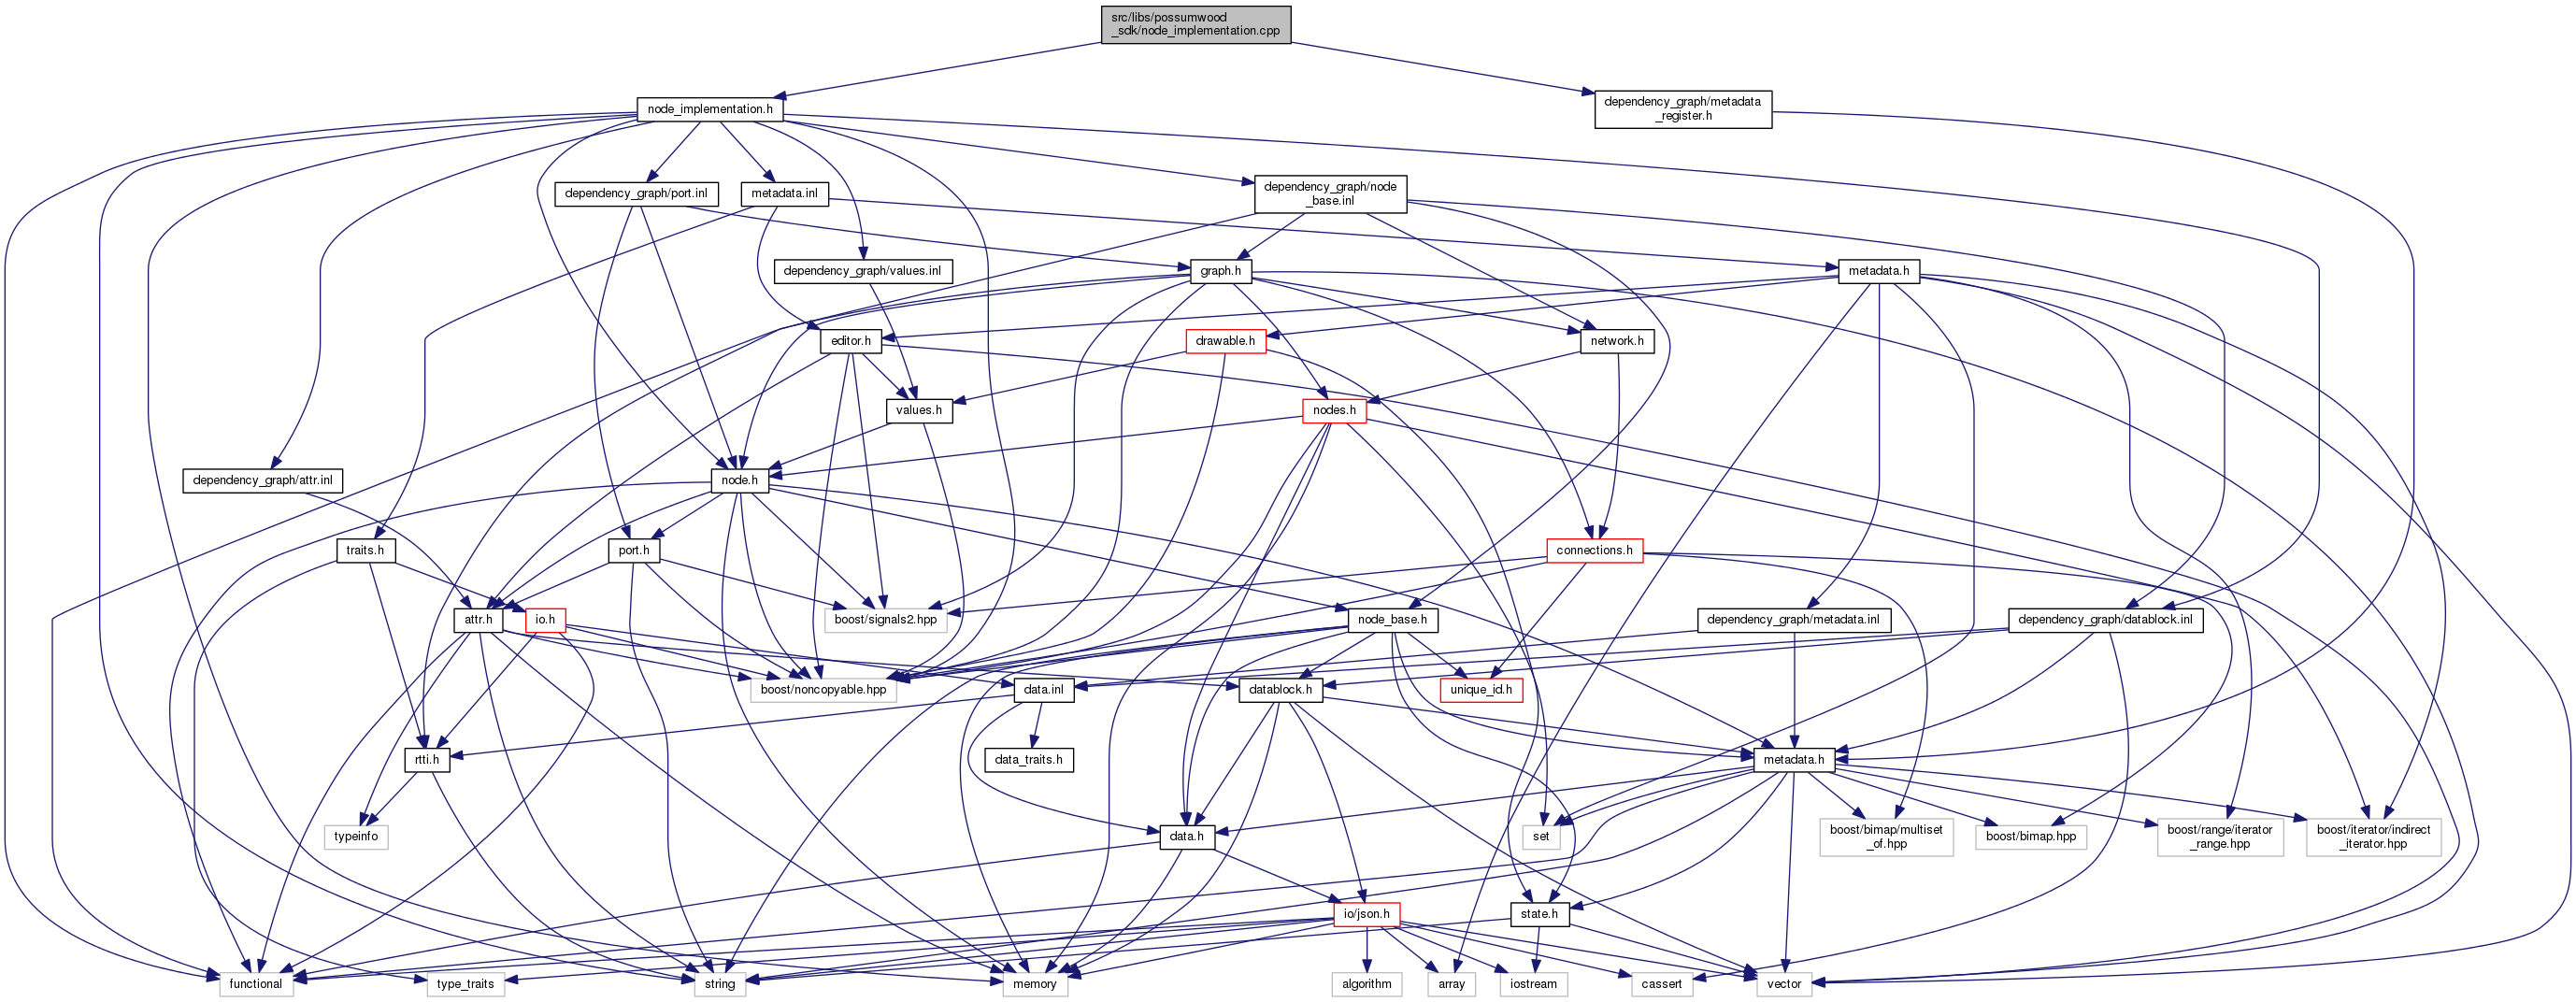 src/libs/possumwood
_sdk/node_implementation.cpp
node_implementation.h
dependency_graph/metadata
_register.h
dependency_graph/port.inl
metadata.inl
dependency_graph/node
_base.inl
dependency_graph/values.inl
graph.h
metadata.h
editor.h
drawable.h
network.h
values.h
nodes.h
dependency_graph/attr.inl
node.h
traits.h
port.h
connections.h
attr.h
io.h
boost/signals2.hpp
node_base.h
dependency_graph/metadata.inl
dependency_graph/datablock.inl
boost/noncopyable.hpp
data.inl
datablock.h
unique_id.h
rtti.h
data_traits.h
metadata.h
typeinfo
data.h
set
boost/bimap/multiset
_of.hpp
boost/bimap.hpp
boost/range/iterator
_range.hpp
boost/iterator/indirect
_iterator.hpp
io/json.h
state.h
functional
type_traits
string
memory
algorithm
array
iostream
cassert
vector